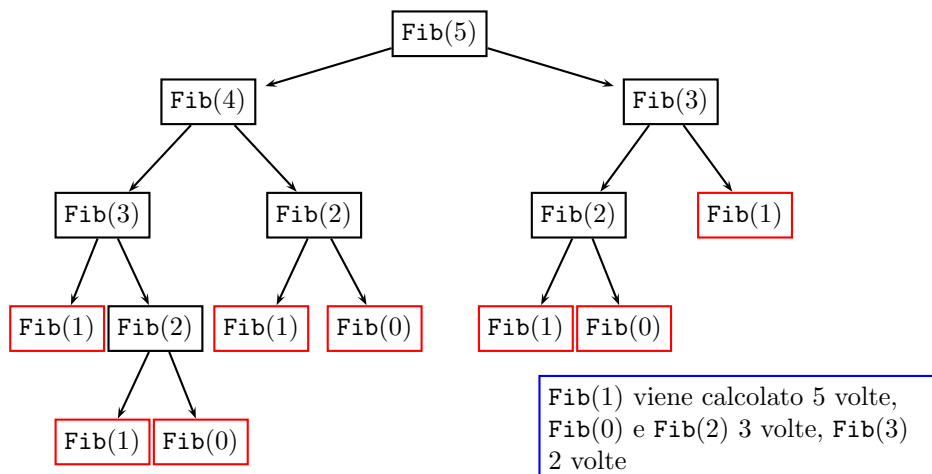 Fib(5)
Fib(4)
Fib(3)
Fib(3)
Fib(2)
Fib(2)
Fib(1)
Fib(1)
Fib(2)
Fib(1)
Fib(0)
Fib(1)
Fib(0)
Fib(1)
Fib(0)
Fib(1) viene calcolato 5 volte,
Fib(0) e Fib(2) 3 volte, Fib(3)
2 volte